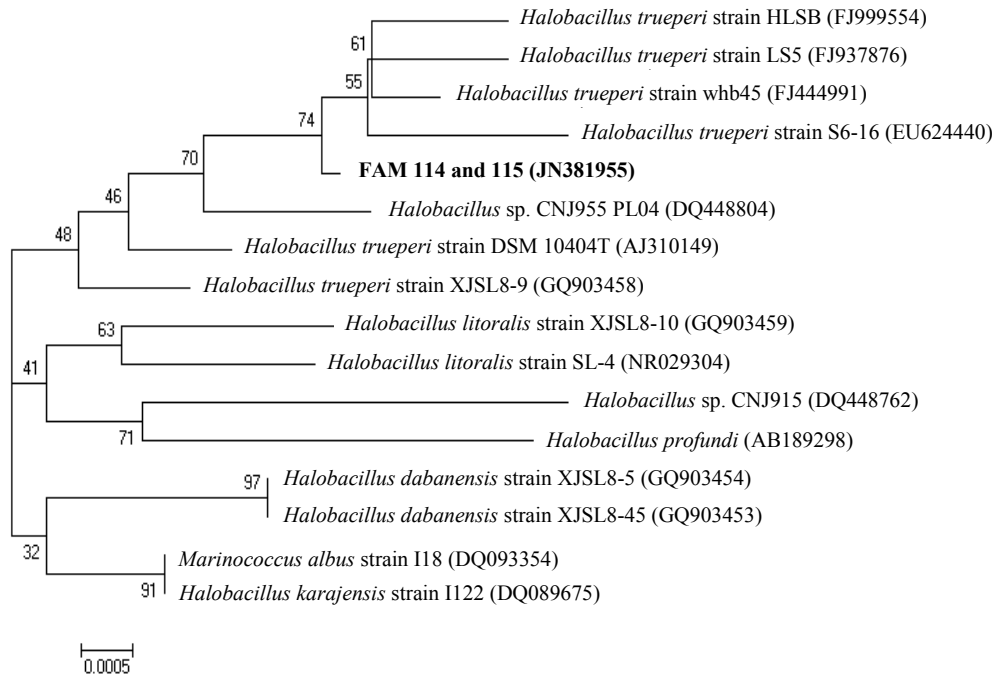 Halobacillus trueperi strain HLSB (FJ999554)
61
Halobacillus trueperi strain LS5 (FJ937876)
55
Halobacillus trueperi strain whb45 (FJ444991)
74
Halobacillus trueperi strain S6-16 (EU624440)
70
FAM 114 and 115 (JN381955)
46
Halobacillus sp. CNJ955 PL04 (DQ448804)
48
Halobacillus trueperi strain DSM 10404T (AJ310149)
Halobacillus trueperi strain XJSL8-9 (GQ903458)
63
Halobacillus litoralis strain XJSL8-10 (GQ903459)
41
Halobacillus litoralis strain SL-4 (NR029304)
Halobacillus sp. CNJ915 (DQ448762)
71
Halobacillus profundi (AB189298)
97
Halobacillus dabanensis strain XJSL8-5 (GQ903454)
Halobacillus dabanensis strain XJSL8-45 (GQ903453)
32
Marinococcus albus strain I18 (DQ093354)
91
Halobacillus karajensis strain I122 (DQ089675)
0.0005